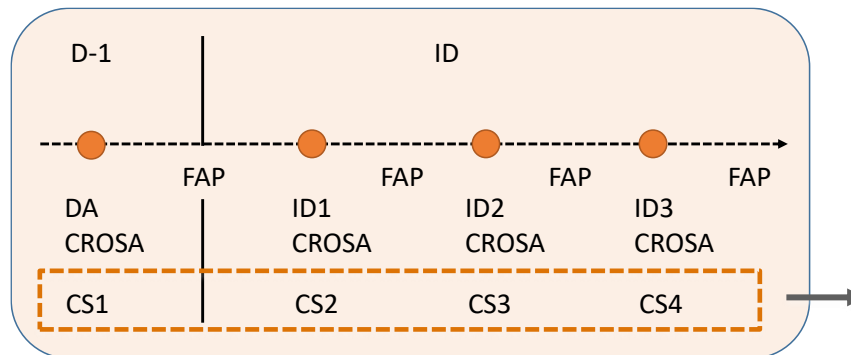 D-1 ID
FAP FAP FAP FAP
DA ID1 ID2 ID3
CROSA CROSA CROSA CROSA
CS1 CS2 CS3 CS4